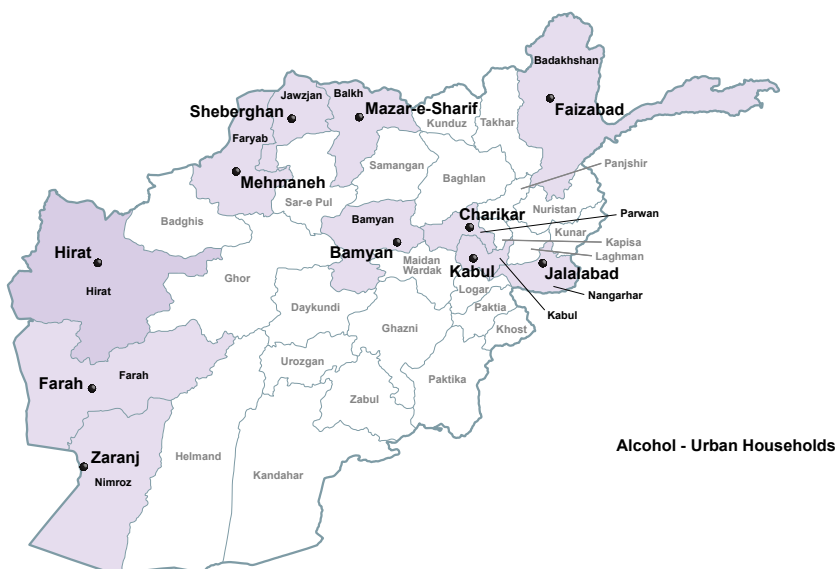 Badakhshan
Jawzjan
Balkh
Sheberghan
Mazar-e-Sharif
Faizabad
Kunduz
Takhar
Faryab
Samangan
Panjshir
Baghlan
Mehmaneh
Sar-e Pul
Badghis
Bamyan
Charikar
Nuristan
Parwan
Kunar
Kapisa
Hirat
Bamyan
Maidan
Wardak
Laghman
Kabul
Jalalabad
Ghor
Hirat
Logar
Nangarhar
Daykundi
Paktia
Kabul
Ghazni
Khost
Urozgan
Farah
Farah
Paktika
Zabul
Alcohol - Urban Households
Zaranj
Helmand
Nimroz
Kandahar